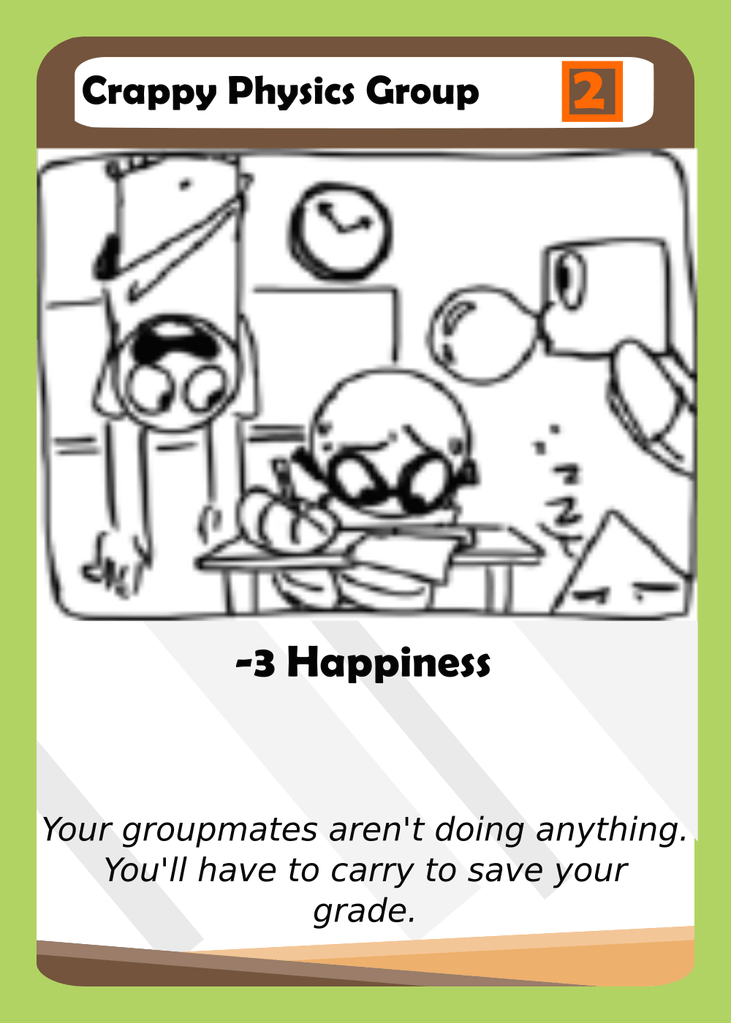 Crappy Physics Group 2
z
z
z
-3 Happiness
Your groupmates aren't doing anything.
You'll have to carry to save your
grade.